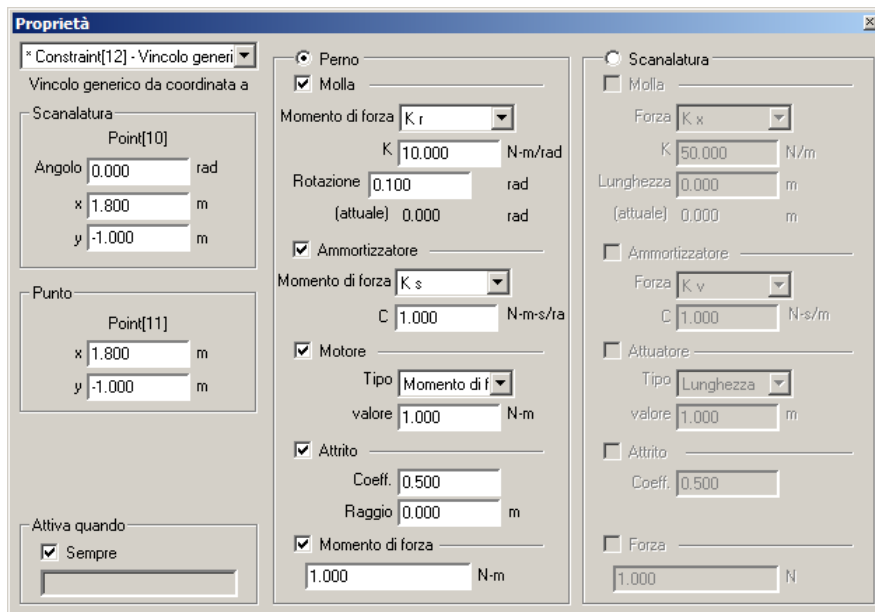 Proprietà
* Constraint[12] - Vincolo generi
Vincolo generico da coordinata a
Scanalatura
Point[10]
Angolo 0.000 rad
x 1.800 m
y -1.000 m
Punto
Point[11]
x 1.800 m
y -1.000 m
Attiva quando
Sempre
Perno
Molla
Momento di forza K r
K 10.000 N-m/rad
Rotazione 0.100 rad
(attuale) 0.000 rad
Ammortizzatore
Momento di forza K s
C 1.000 N-m-s/ra
Motore
Tipo Momento di f
valore 1.000 N-m
Attrito
Coeff. 0.500
Raggio 0.000 m
Momento di forza
1.000 N-m
Scanalatura
Molla
Forza K x
K 50.000 N/m
Lunghezza 0.000 m
(attuale) 0.000 m
Ammortizzatore
Forza K v
C 1.000 N-s/m
Attuatore
Tipo Lunghezza
valore 1.000 m
Attrito
Coeff. 0.500
Forza
1.000 N